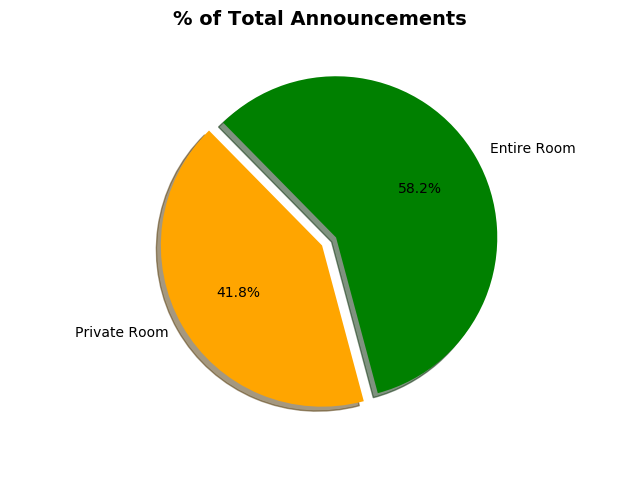 % of Total Announcements
Entire Room
58.2%
41.8%
Private Room